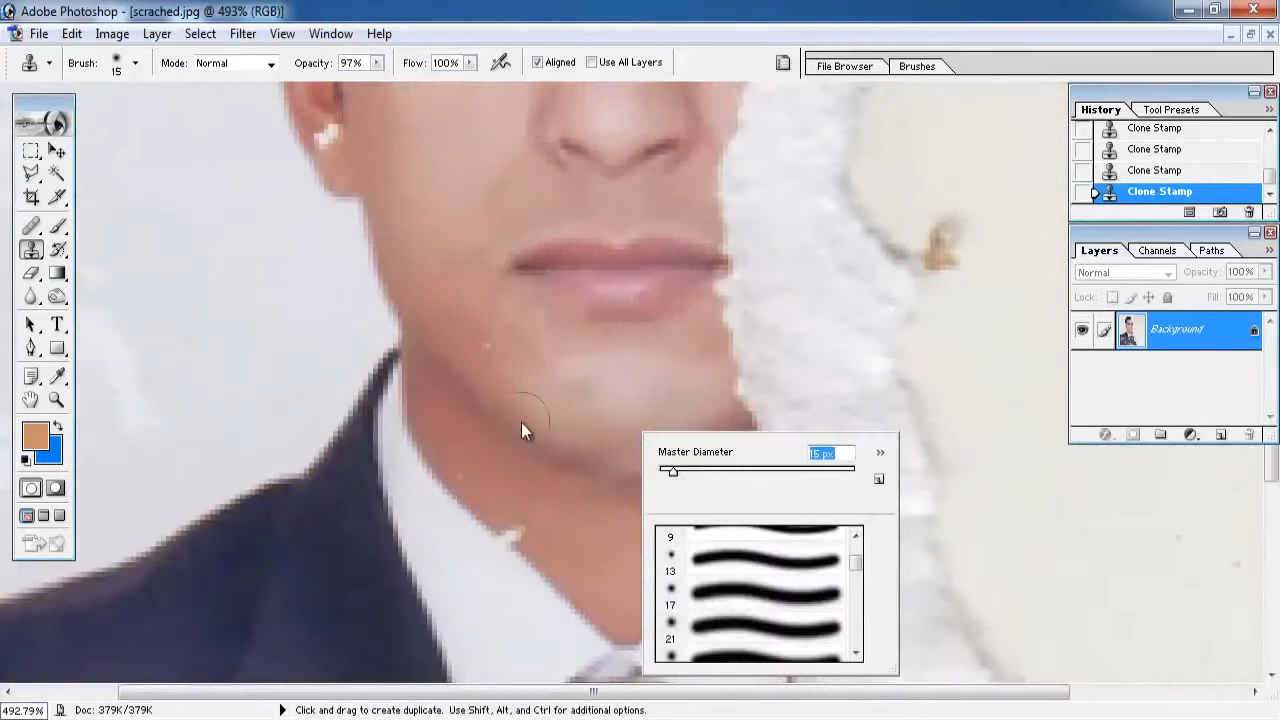 Adobe Photoshop - [scrached.jpg @ 493% (RGB)]
File Edit Image Layer Select Filter View Window Help
Brush: 15 Mode: Normal Opacity: 97% Flow: 100% Aligned Use All Layers File Browser Brushes
History Tool Presets
Clone Stamp
Clone Stamp
Clone Stamp
Clone Stamp
Layers Channels Paths
Normal Opacity: 100%
Lock: Fill: 100%
Background
Master Diameter 15 px
9
13
17
21
492.79% Doc: 379K/379K Click and drag to create duplicate. Use Shift, Alt, and Ctrl for additional options.